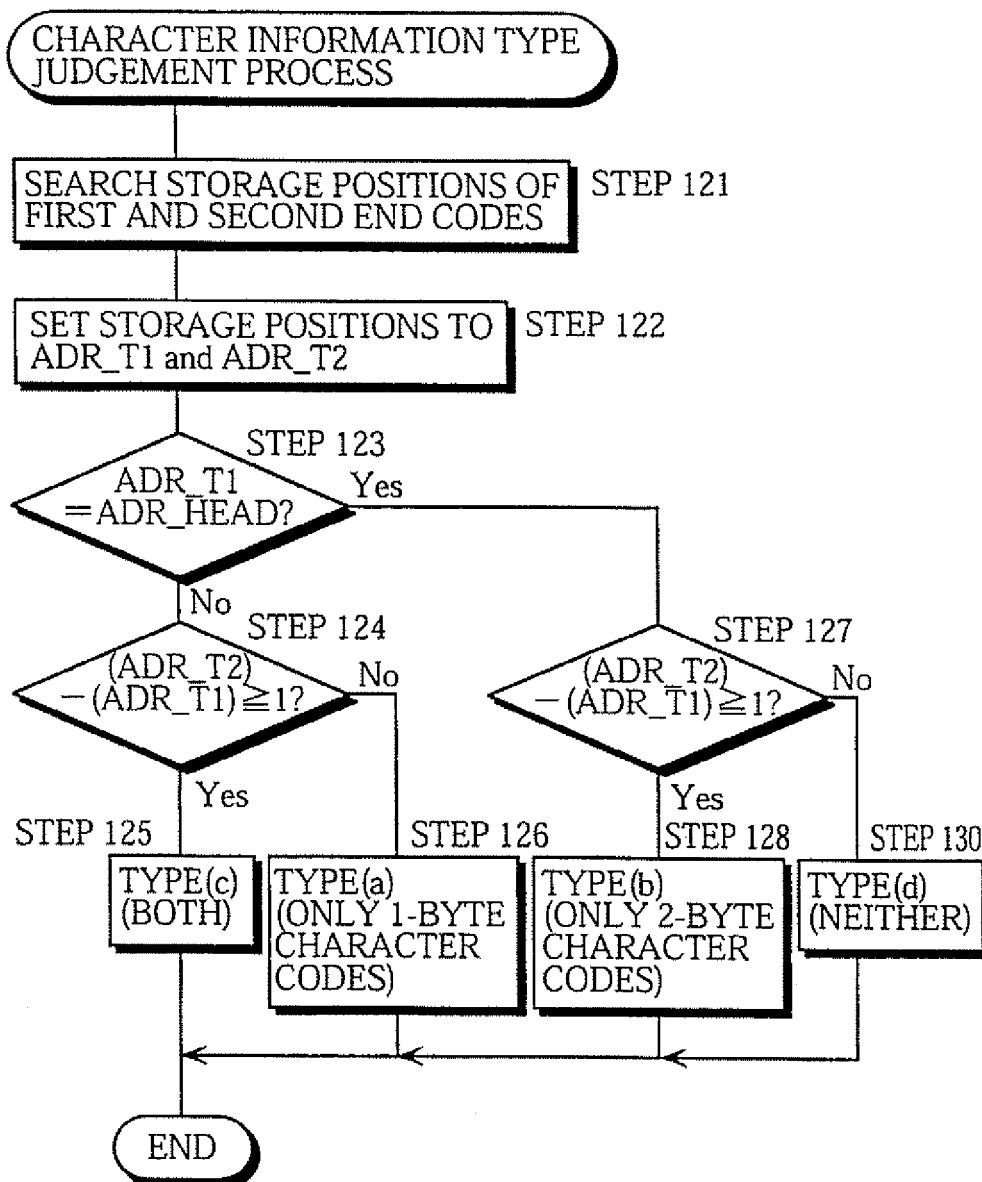 CHARACTER INFORMATION TYPE
JUDGEMENT PROCESS
SEARCH STORAGE POSITIONS OF
FIRST AND SECOND END CODES
STEP 121
SET STORAGE POSITIONS TO
ADR_T1 and ADR_T2
STEP 122
STEP 123
ADR_T1
=ADR_HEAD?
Yes
No
STEP 124
(ADR_T2)
−(ADR_T1)≧1?
No
Yes
STEP 127
(ADR_T2)
−(ADR_T1)≧1?
No
Yes
STEP 125
TYPE(c)
(BOTH)
STEP 126
TYPE(a)
(ONLY 1-BYTE
CHARACTER
CODES)
STEP 128
TYPE(b)
(ONLY 2-BYTE
CHARACTER
CODES)
STEP 130
TYPE(d)
(NEITHER)
END